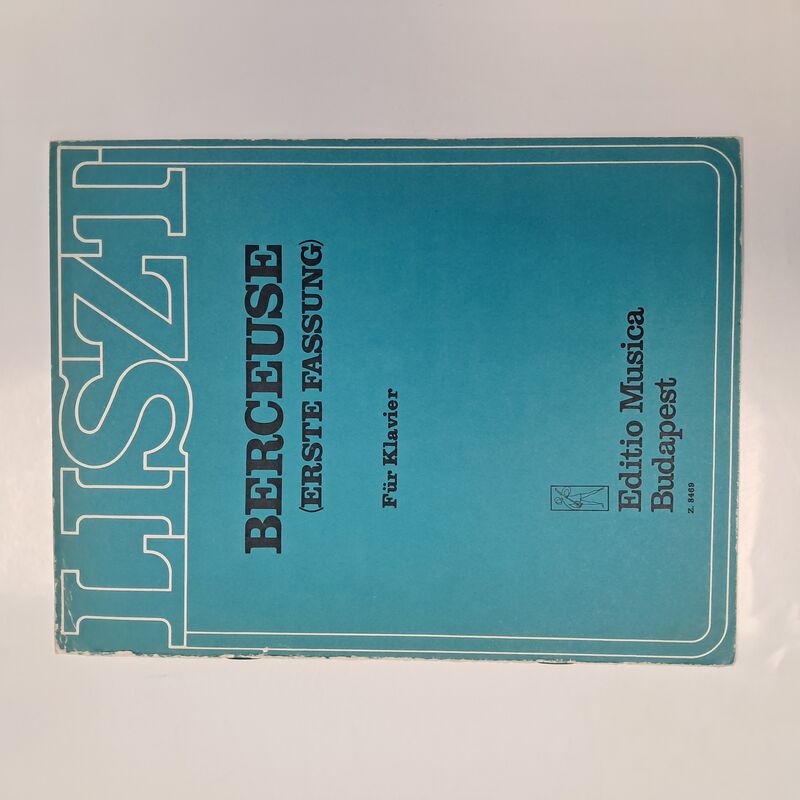 LISZT
BERCEUSE
(ERSTE FASSUNG)
Für Klavier
Editio Musica
Budapest
Z. 8469